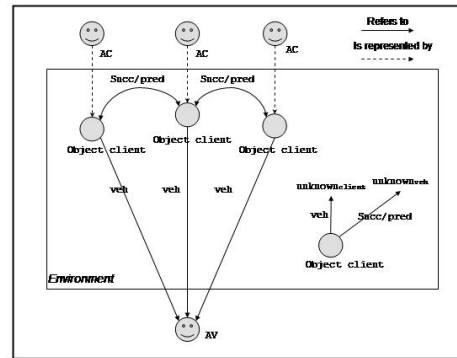 Refers to
Is represented by
AC
AC
AC
Succ/pred
Succ/pred
Object client
Object client
Object client
veh
veh
veh
unknownclient
unknownveh
veh
Succ/pred
Object client
Environment
AV